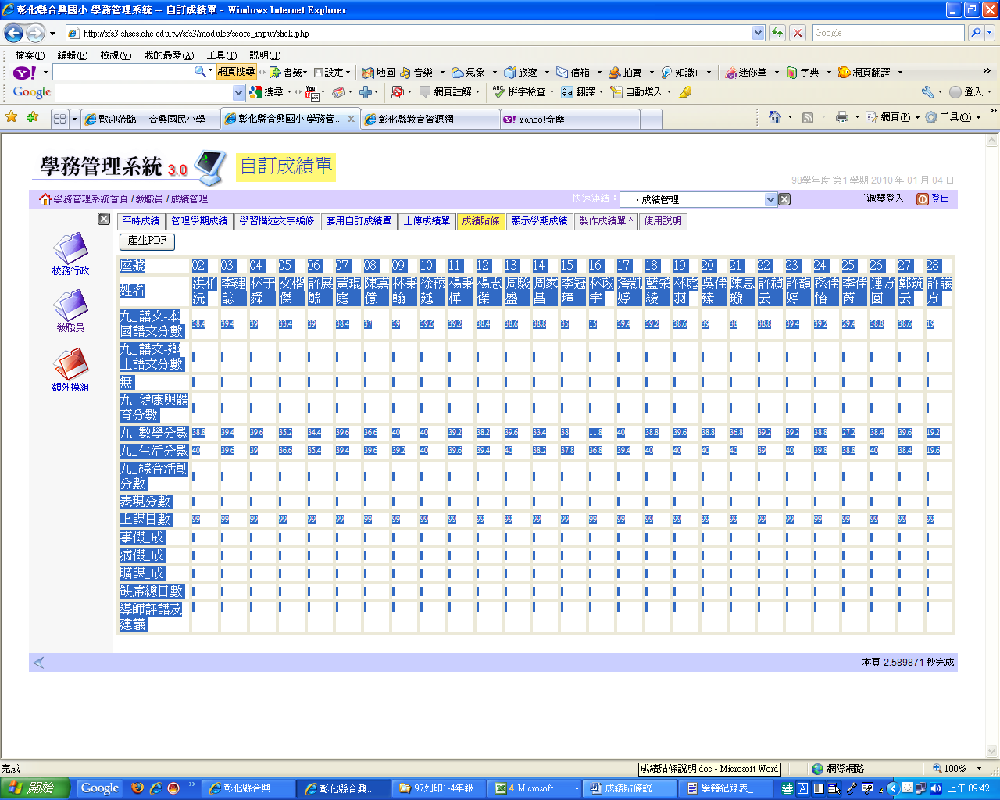 彰化縣合興國小 學務管理系統 -- 自訂成績單 - Windows Internet Explorer
http://sfs3.shses.chc.edu.tw/sfs3/modules/score_input/stick.php
Google
檔案(F) 編輯(E) 檢視(V) 我的最愛(A) 工具(T) 說明(H)
Y! 網頁搜尋 書籤 設定 地圖 音樂 氣象 旅遊 信箱 拍賣 知識+ 迷你筆 字典 網頁翻譯
Google 搜尋 網頁註解 拼字檢查 翻譯 自動填入 登入
歡迎蒞臨----合興國民小學 - 彰化縣合興國小 學務管... 彰化縣教育資源網 Yahoo!奇摩 網頁(P) 工具(O)
學務管理系統 3.0 自訂成績單
98學年度 第1學期 2010 年 01 月 04 日
學務管理系統首頁 / 教職員 / 成績管理 快速連結： ‧成績管理 王淑琴登入 | 登出
平時成績 管理學期成績 學習描述文字編修 套用自訂成績單 上傳成績單 成績貼條 顯示學期成績 製作成績單 ^ 使用說明
產生PDF
校務行政
教職員
額外模組
座號 02 03 04 05 06 07 08 09 10 11 12 13 14 15 16 17 18 19 20 21 22 23 24 25 26 27 28
姓名 洪柏沅 李建誌 林于舜 文楷傑 許展毓 黃琨庭 陳嘉億 林秉翰 徐菘延 楊秉樺 楊志傑 周駿盛 周家昌 李冠璋 林政宇 詹凱婷 藍采綾 林庭羽 吳佳臻 陳思璇 許禎云 許韻婷 孫佳怡 李佳芮 連方圓 鄭筑云 許議方
九_語文-本國語文分數 38.4 39.4 39 33.4 39 38.4 37 39 39.6 39.2 38.4 38.6 38.8 35 15 39.4 39.2 38.6 39 38 38.8 39.4 39.2 29.4 38.8 38.6 19
九_語文-鄉土語文分數
無
九_健康與體育分數
九_數學分數 38.8 39.4 39.6 35.2 34.4 39.6 36.6 40 40 39.2 38.2 39.6 33.4 38 11.8 40 38.8 39.6 38.8 36.8 39.2 39.2 38.8 27.2 38.4 39.6 19.2
九_生活分數 40 39.6 39 36.6 35.4 39.4 39.6 39.2 40 39.6 39.4 40 38.2 37.8 36.8 39.4 40 40 40 40 39 40 39.8 38.8 40 38.4 19.6
九_綜合活動分數
表現分數
上課日數 99 99 99 99 99 99 99 99 99 99 99 99 99 99 99 99 99 99 99 99 99 99 99 99 99 99 99
事假_成
病假_成
曠課_成
缺席總日數
導師評語及建議
本頁 2.589871 秒完成
完成 成績貼條說明.doc - Microsoft Word 網際網路 100%
開始 Google 彰化縣合興... 彰化縣合興... 97列印1-4年級 4 Microsoft ... 成績貼條說... 學籍紀錄表_... 上午 09:42